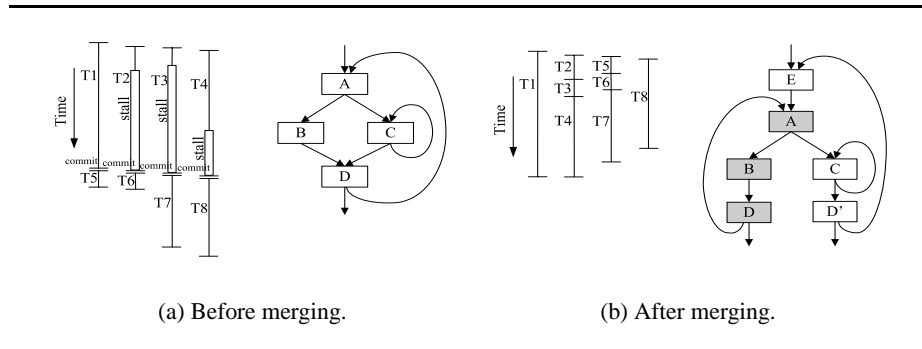 T1
T2
T3
T4
Time
stall
stall
stall
commit
commit
commit
commit
T5
T6
T7
T8
A
B
C
D
T1
T2
T3
T4
T5
T6
T7
T8
Time
E
A
B
C
D
D'
(a) Before merging.
(b) After merging.